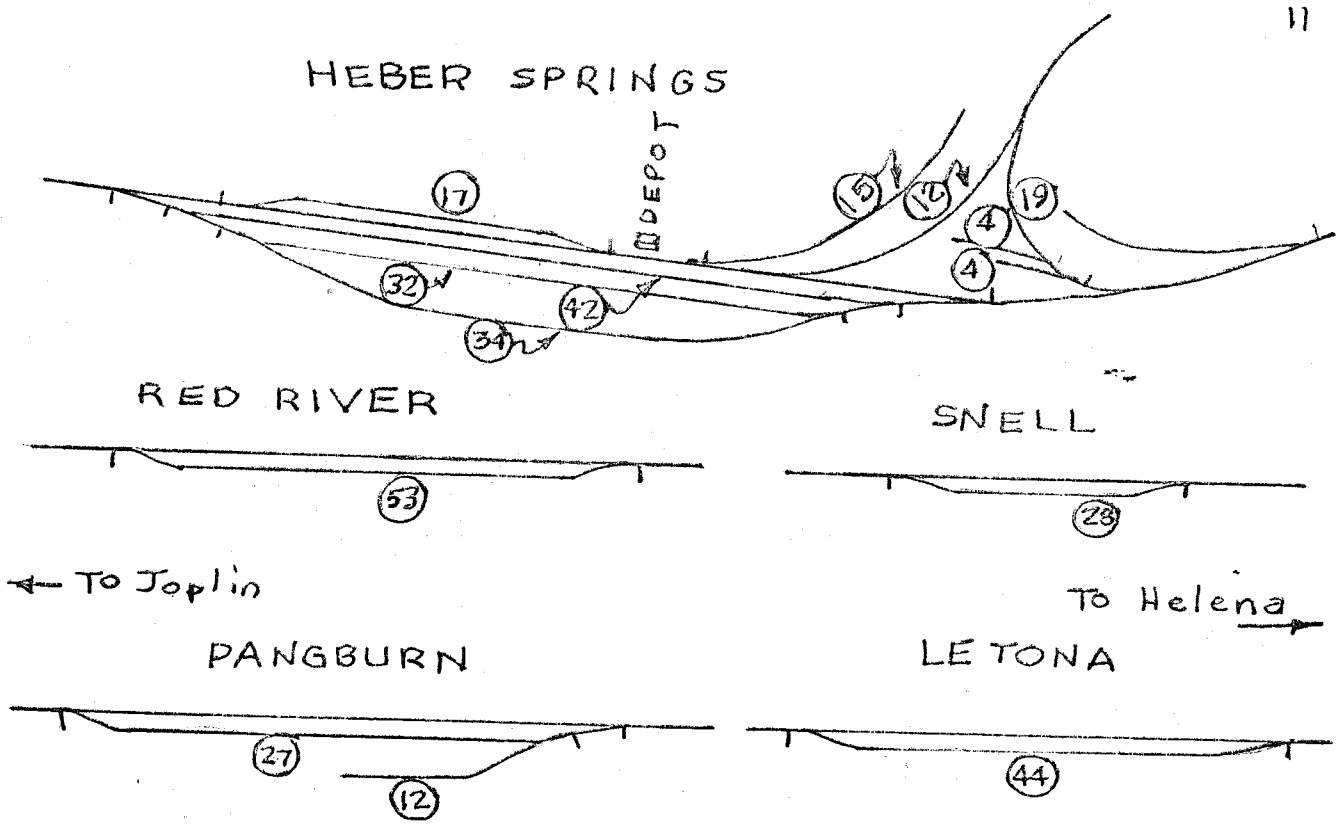 11
HEBER SPRINGS
DEPOT
17
15
12
19
4
4
32
42
34
RED RIVER
SNELL
53
28
← To Joplin
To Helena →
PANGBURN
LETONA
27
12
44